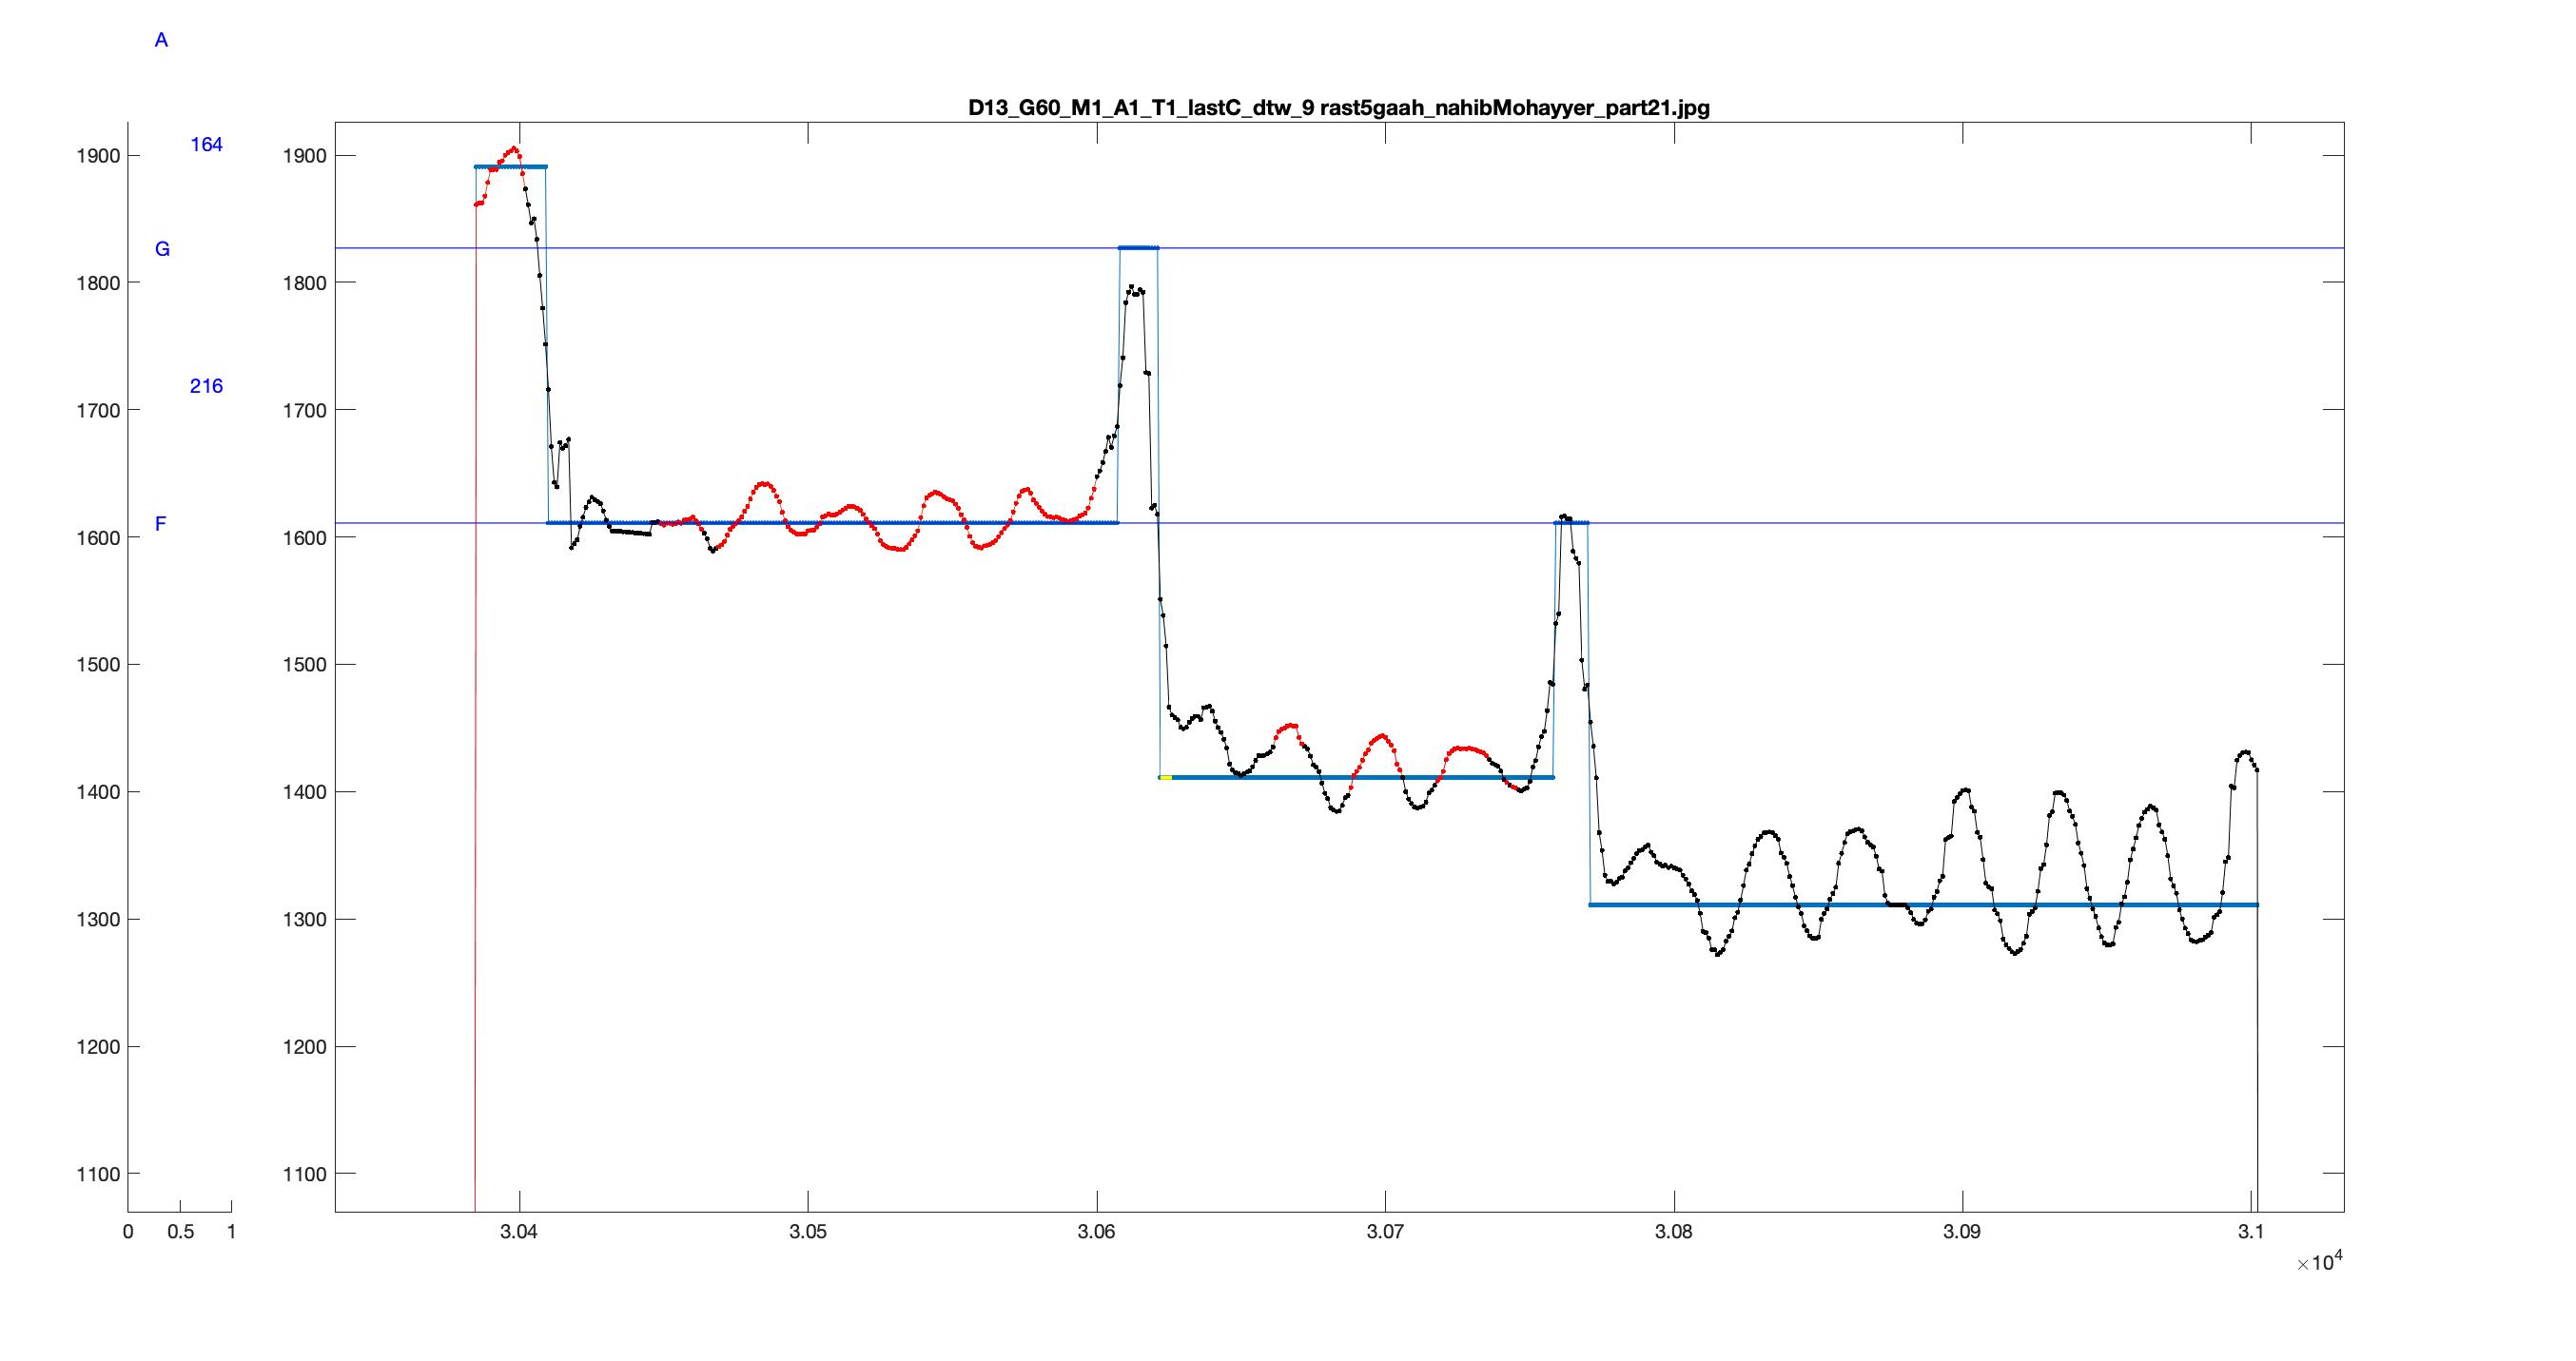 A
D13_G60_M1_A1_T1_lastC_dtw_9 rast5gaah_nahibMohayyer_part21.jpg
1900 164 1900
G
1800 1800
216
1700 1700
F
1600 1600
1500 1500
1400 1400
1300 1300
1200 1200
1100 1100
0 0.5 1 3.04 3.05 3.06 3.07 3.08 3.09 3.1
×10⁴